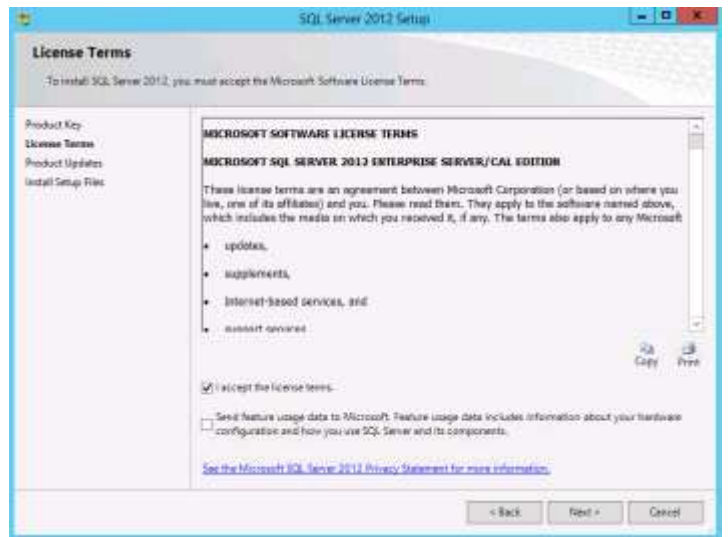 SQL Server 2012 Setup
License Terms
To install SQL Server 2012, you must accept the Microsoft Software License Terms.
Product Key
License Terms
Product Updates
Install Setup Files
MICROSOFT SOFTWARE LICENSE TERMS
MICROSOFT SQL SERVER 2012 ENTERPRISE SERVER/CAL EDITION
These license terms are an agreement between Microsoft Corporation (or based on where you
live, one of its affiliates) and you. Please read them. They apply to the software named above,
which includes the media on which you received it, if any. The terms also apply to any Microsoft
• updates,
• supplements,
• Internet-based services, and
• support services
Copy Print
I accept the license terms.
Send feature usage data to Microsoft. Feature usage data includes information about your hardware
configuration and how you use SQL Server and its components.
See the Microsoft SQL Server 2012 Privacy Statement for more information.
< Back Next > Cancel